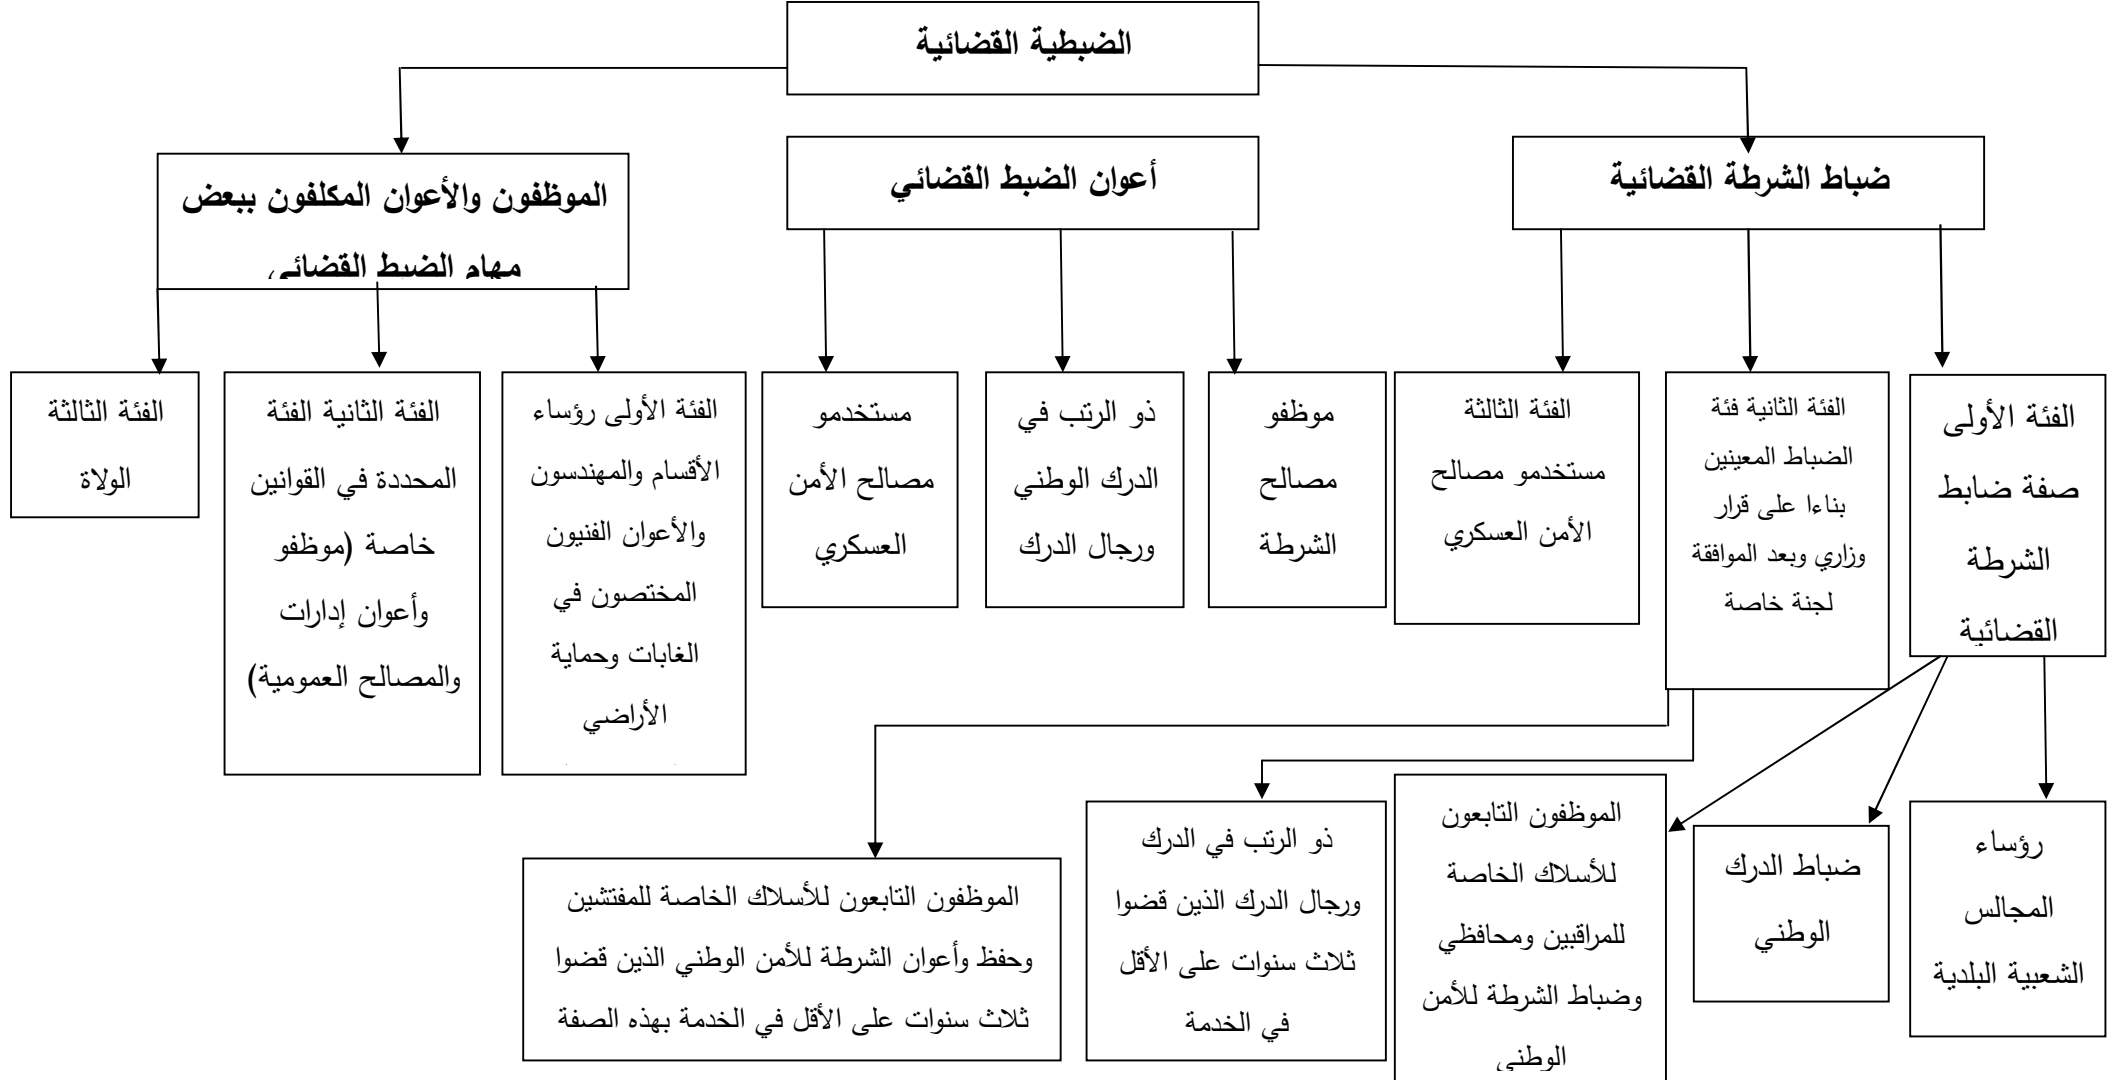 الضبطية القضائية
ضباط الشرطة القضائية
أعوان الضبط القضائي
الموظفون والأعوان المكلفون ببعض
مهام الضبط القضائي
الفئة الأولى
صفة ضابط
الشرطة
القضائية
الفئة الثانية فئة
الضباط المعينين
بناءا على قرار
وزاري وبعد الموافقة
لجنة خاصة
الفئة الثالثة
مستخدمو مصالح
الأمن العسكري
موظفو
مصالح
الشرطة
ذو الرتب في
الدرك الوطني
ورجال الدرك
مستخدمو
مصالح الأمن
العسكري
الفئة الأولى رؤساء
الأقسام والمهندسون
والأعوان الفنيون
المختصون في
الغابات وحماية
الأراضي
الفئة الثانية الفئة
المحددة في القوانين
خاصة (موظفو
وأعوان إدارات
والمصالح العمومية)
الفئة الثالثة
الولاة
رؤساء
المجالس
الشعبية البلدية
ضباط الدرك
الوطني
الموظفون التابعون
للأسلاك الخاصة
للمراقبين ومحافظي
وضباط الشرطة للأمن
الوطني
ذو الرتب في الدرك
ورجال الدرك الذين قضوا
ثلاث سنوات على الأقل
في الخدمة
الموظفون التابعون للأسلاك الخاصة للمفتشين
وحفظ وأعوان الشرطة للأمن الوطني الذين قضوا
ثلاث سنوات على الأقل في الخدمة بهذه الصفة